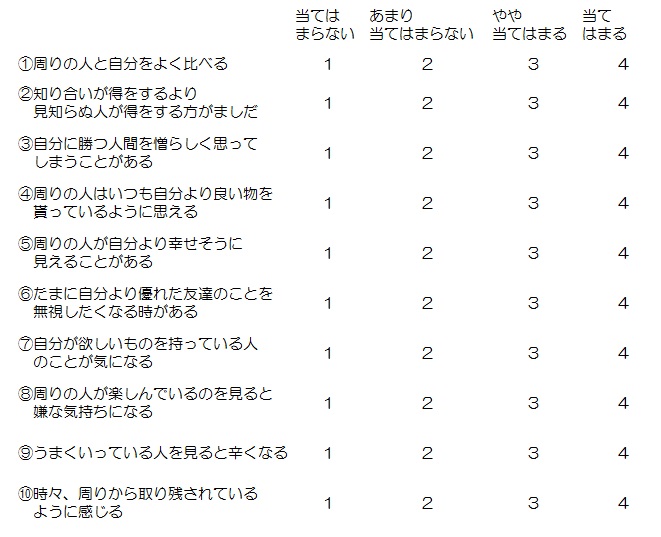 当ては　あまり　やや　当て
まらない　当てはまらない　当てはまる　はまる
①周りの人と自分をよく比べる　1　2　3　4
②知り合いが得をするより
見知らぬ人が得をする方がましだ　1　2　3　4
③自分に勝つ人間を憎らしく思って
しまうことがある　1　2　3　4
④周りの人はいつも自分より良い物を
貰っているように思える　1　2　3　4
⑤周りの人が自分より幸せそうに
見えることがある　1　2　3　4
⑥たまに自分より優れた友達のことを
無視したくなる時がある　1　2　3　4
⑦自分が欲しいものを持っている人
のことが気になる　1　2　3　4
⑧周りの人が楽しんでいるのを見ると
嫌な気持ちになる　1　2　3　4
⑨うまくいっている人を見ると辛くなる　1　2　3　4
⑩時々、周りから取り残されている
ように感じる　1　2　3　4